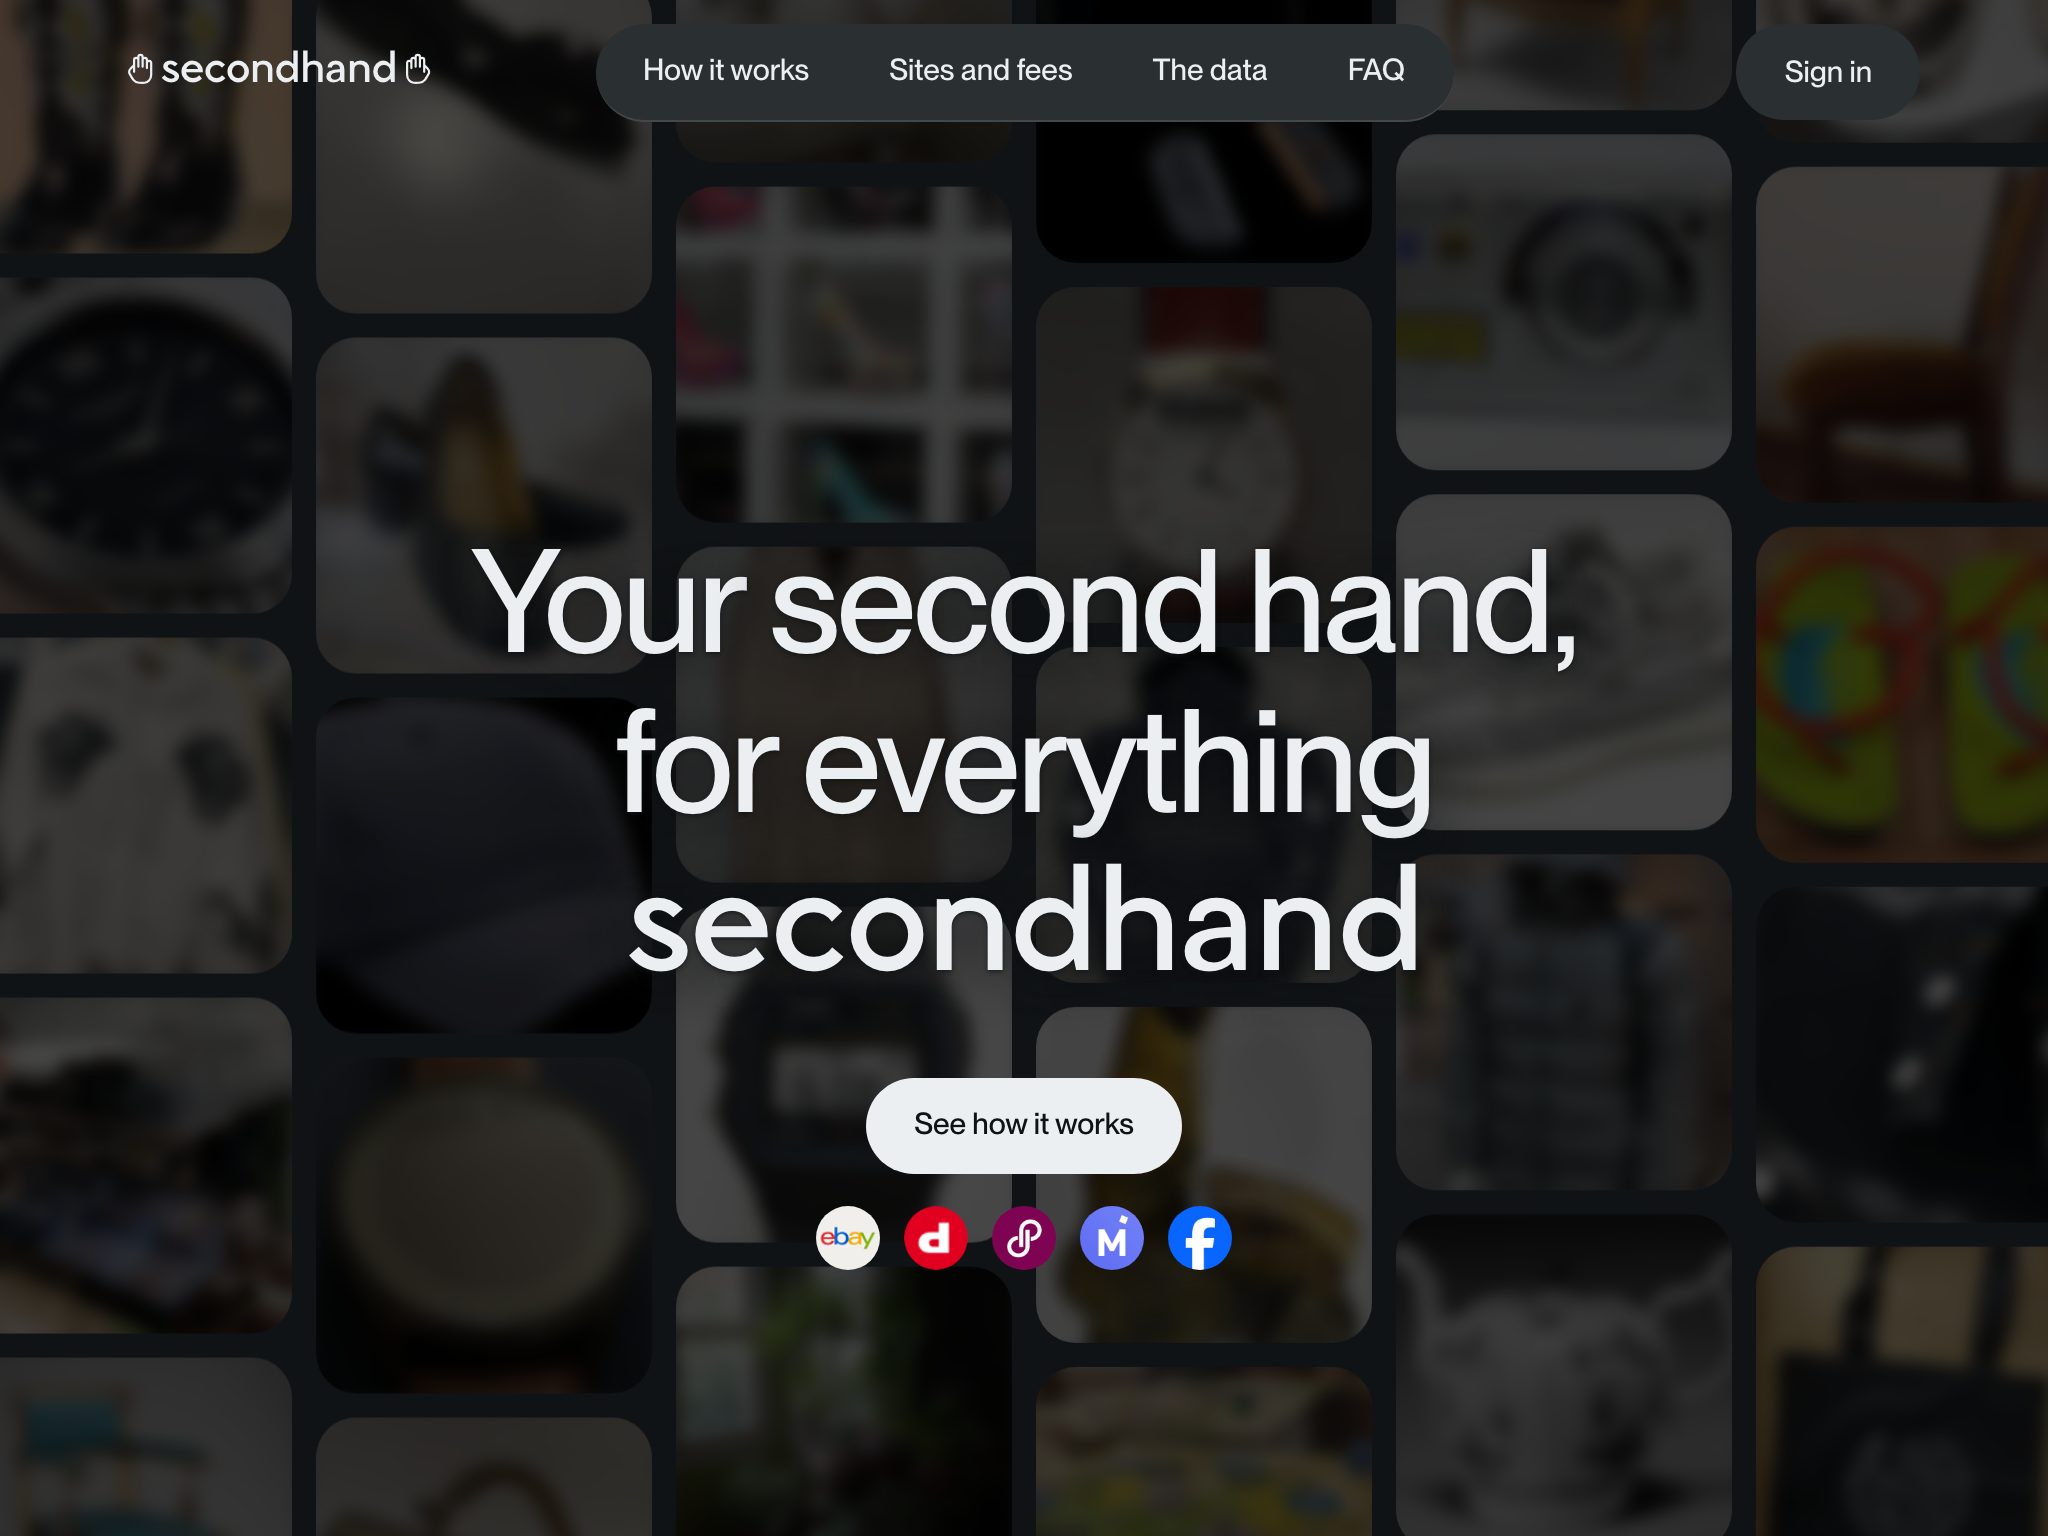 secondhand
How it works
Sites and fees
The data
FAQ
Sign in
Your second hand,
for everything
secondhand
See how it works
ebay
d
M
f